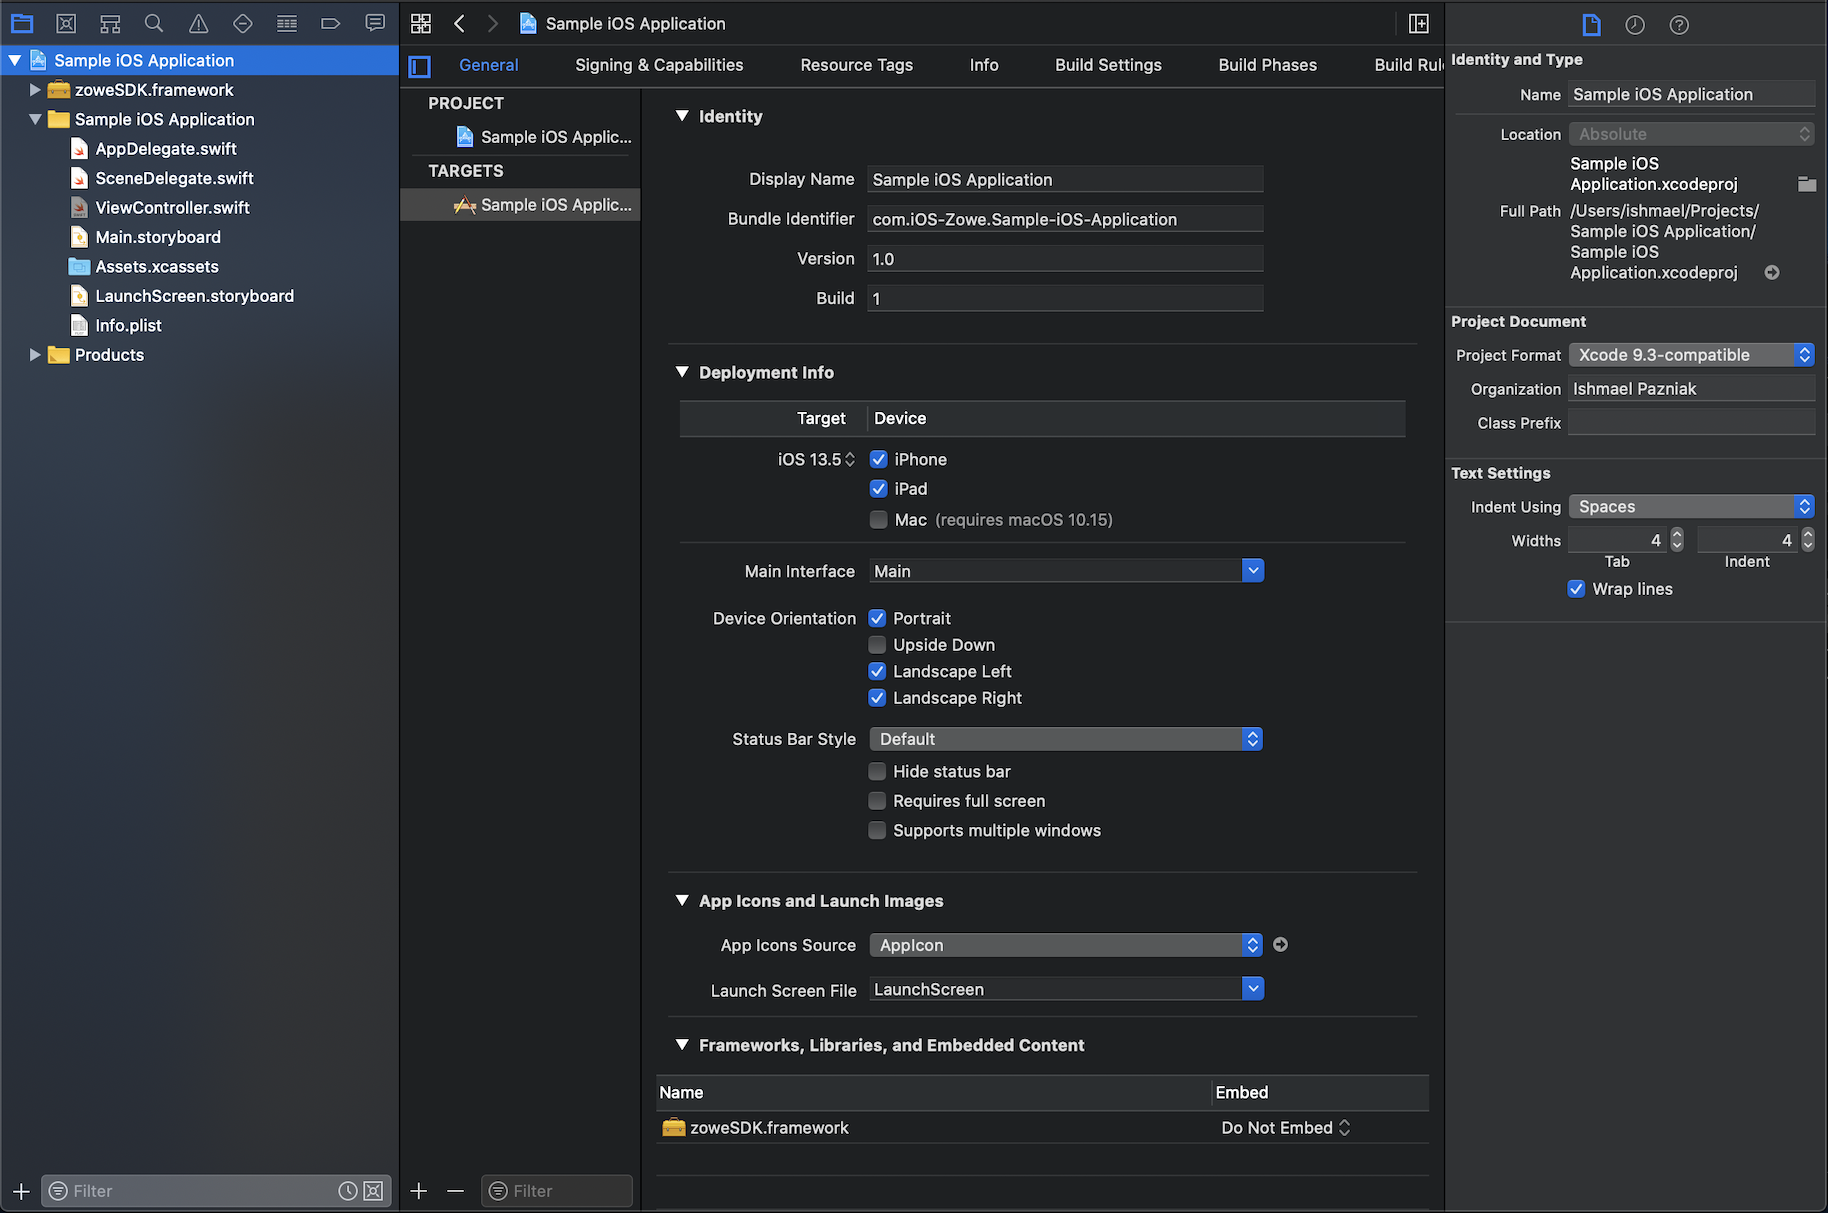 Sample iOS Application
zoweSDK.framework
Sample iOS Application
AppDelegate.swift
SceneDelegate.swift
ViewController.swift
Main.storyboard
Assets.xcassets
LaunchScreen.storyboard
Info.plist
Products
Filter
Sample iOS Application
General Signing & Capabilities Resource Tags Info Build Settings Build Phases Build Rul
PROJECT
Sample iOS Applic...
TARGETS
Sample iOS Applic...
Filter
Identity
Display Name Sample iOS Application
Bundle Identifier com.iOS-Zowe.Sample-iOS-Application
Version 1.0
Build 1
Deployment Info
Target Device
iOS 13.5 iPhone
iPad
Mac (requires macOS 10.15)
Main Interface Main
Device Orientation Portrait
Upside Down
Landscape Left
Landscape Right
Status Bar Style Default
Hide status bar
Requires full screen
Supports multiple windows
App Icons and Launch Images
App Icons Source AppIcon
Launch Screen File LaunchScreen
Frameworks, Libraries, and Embedded Content
Name Embed
zoweSDK.framework Do Not Embed
Identity and Type
Name Sample iOS Application
Location Absolute
Sample iOS
Application.xcodeproj
Full Path /Users/ishmael/Projects/
Sample iOS Application/
Sample iOS
Application.xcodeproj
Project Document
Project Format Xcode 9.3-compatible
Organization Ishmael Pazniak
Class Prefix
Text Settings
Indent Using Spaces
Widths 4 4
Tab Indent
Wrap lines